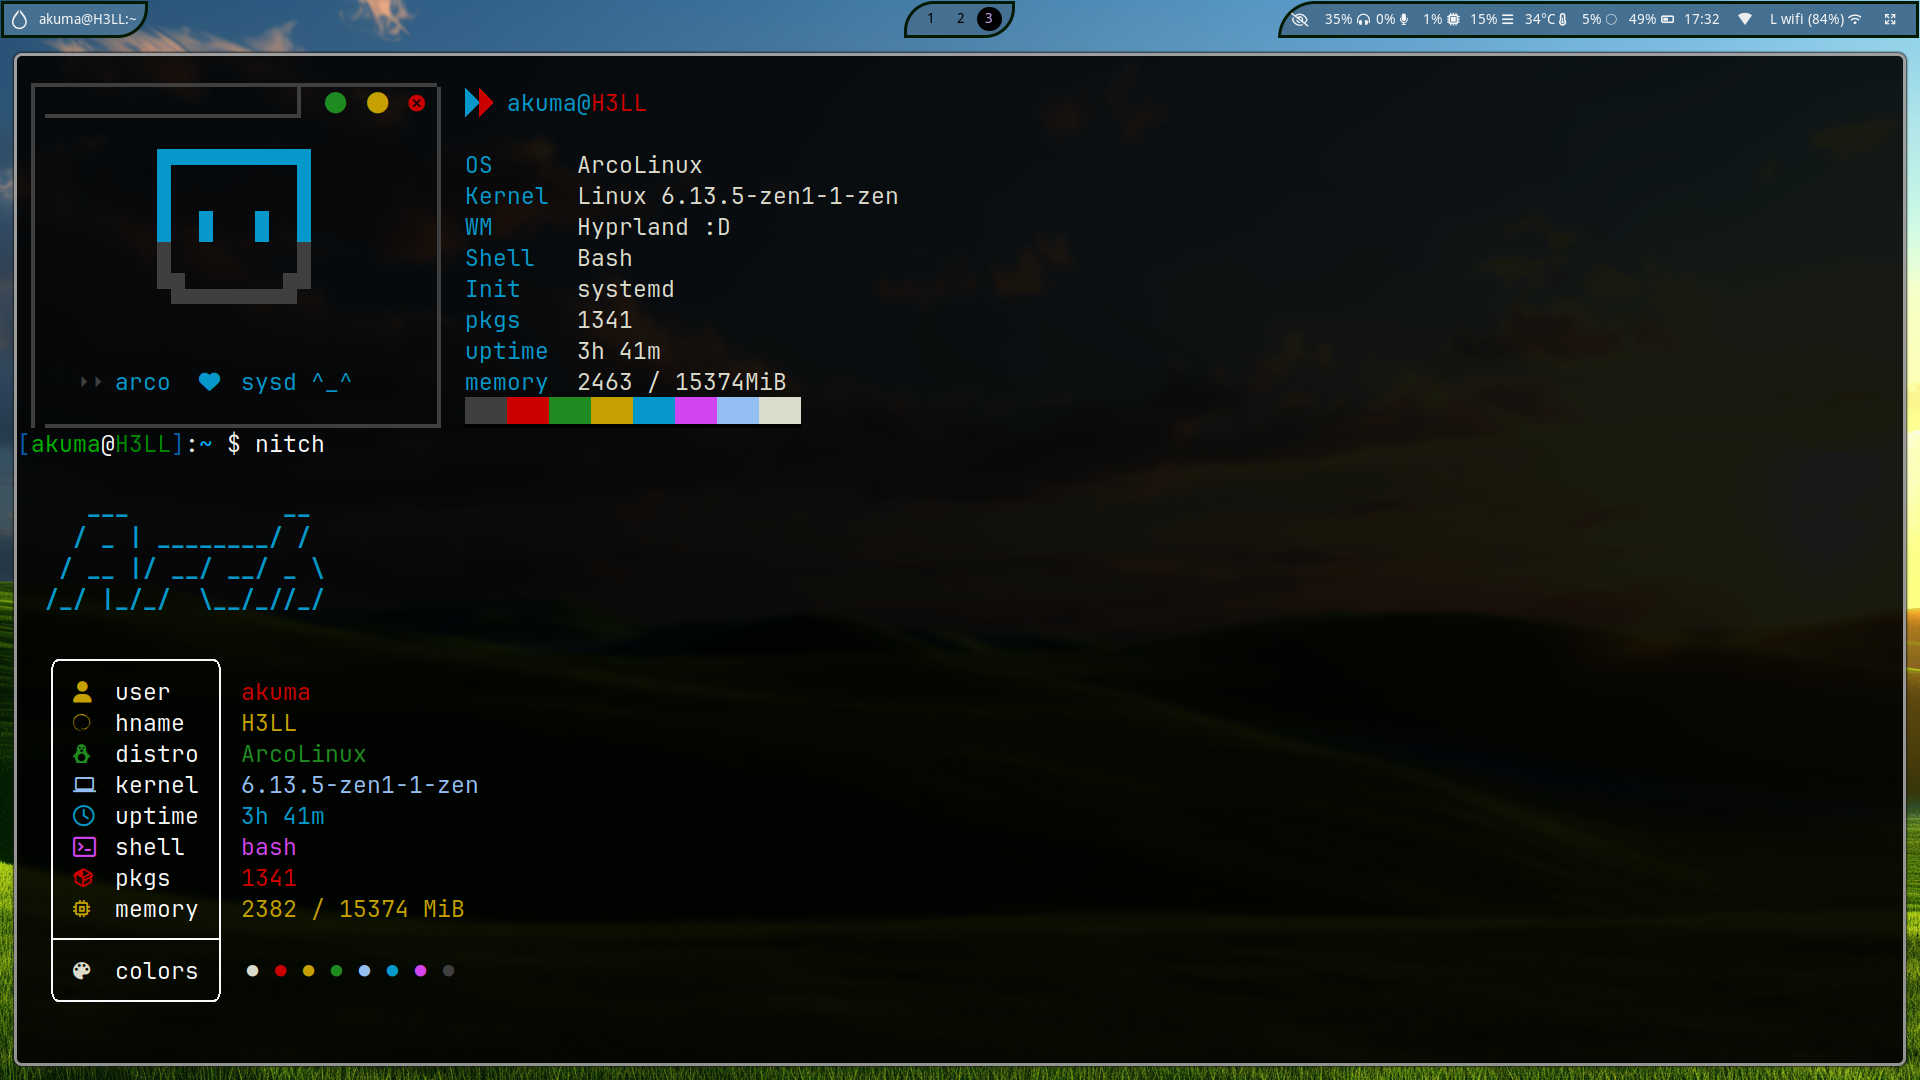 akuma@H3LL:~
1 2 3
35% 0% 1% 15% 34°C 5% 49% 17:32 L wifi (84%)
akuma@H3LL
OS ArcoLinux
Kernel Linux 6.13.5-zen1-1-zen
WM Hyprland :D
Shell Bash
Init systemd
pkgs 1341
uptime 3h 41m
memory 2463 / 15374MiB
arco sysd ^_^
[akuma@H3LL]:~ $ nitch
Arch
user akuma
hname H3LL
distro ArcoLinux
kernel 6.13.5-zen1-1-zen
uptime 3h 41m
shell bash
pkgs 1341
memory 2382 / 15374 MiB
colors